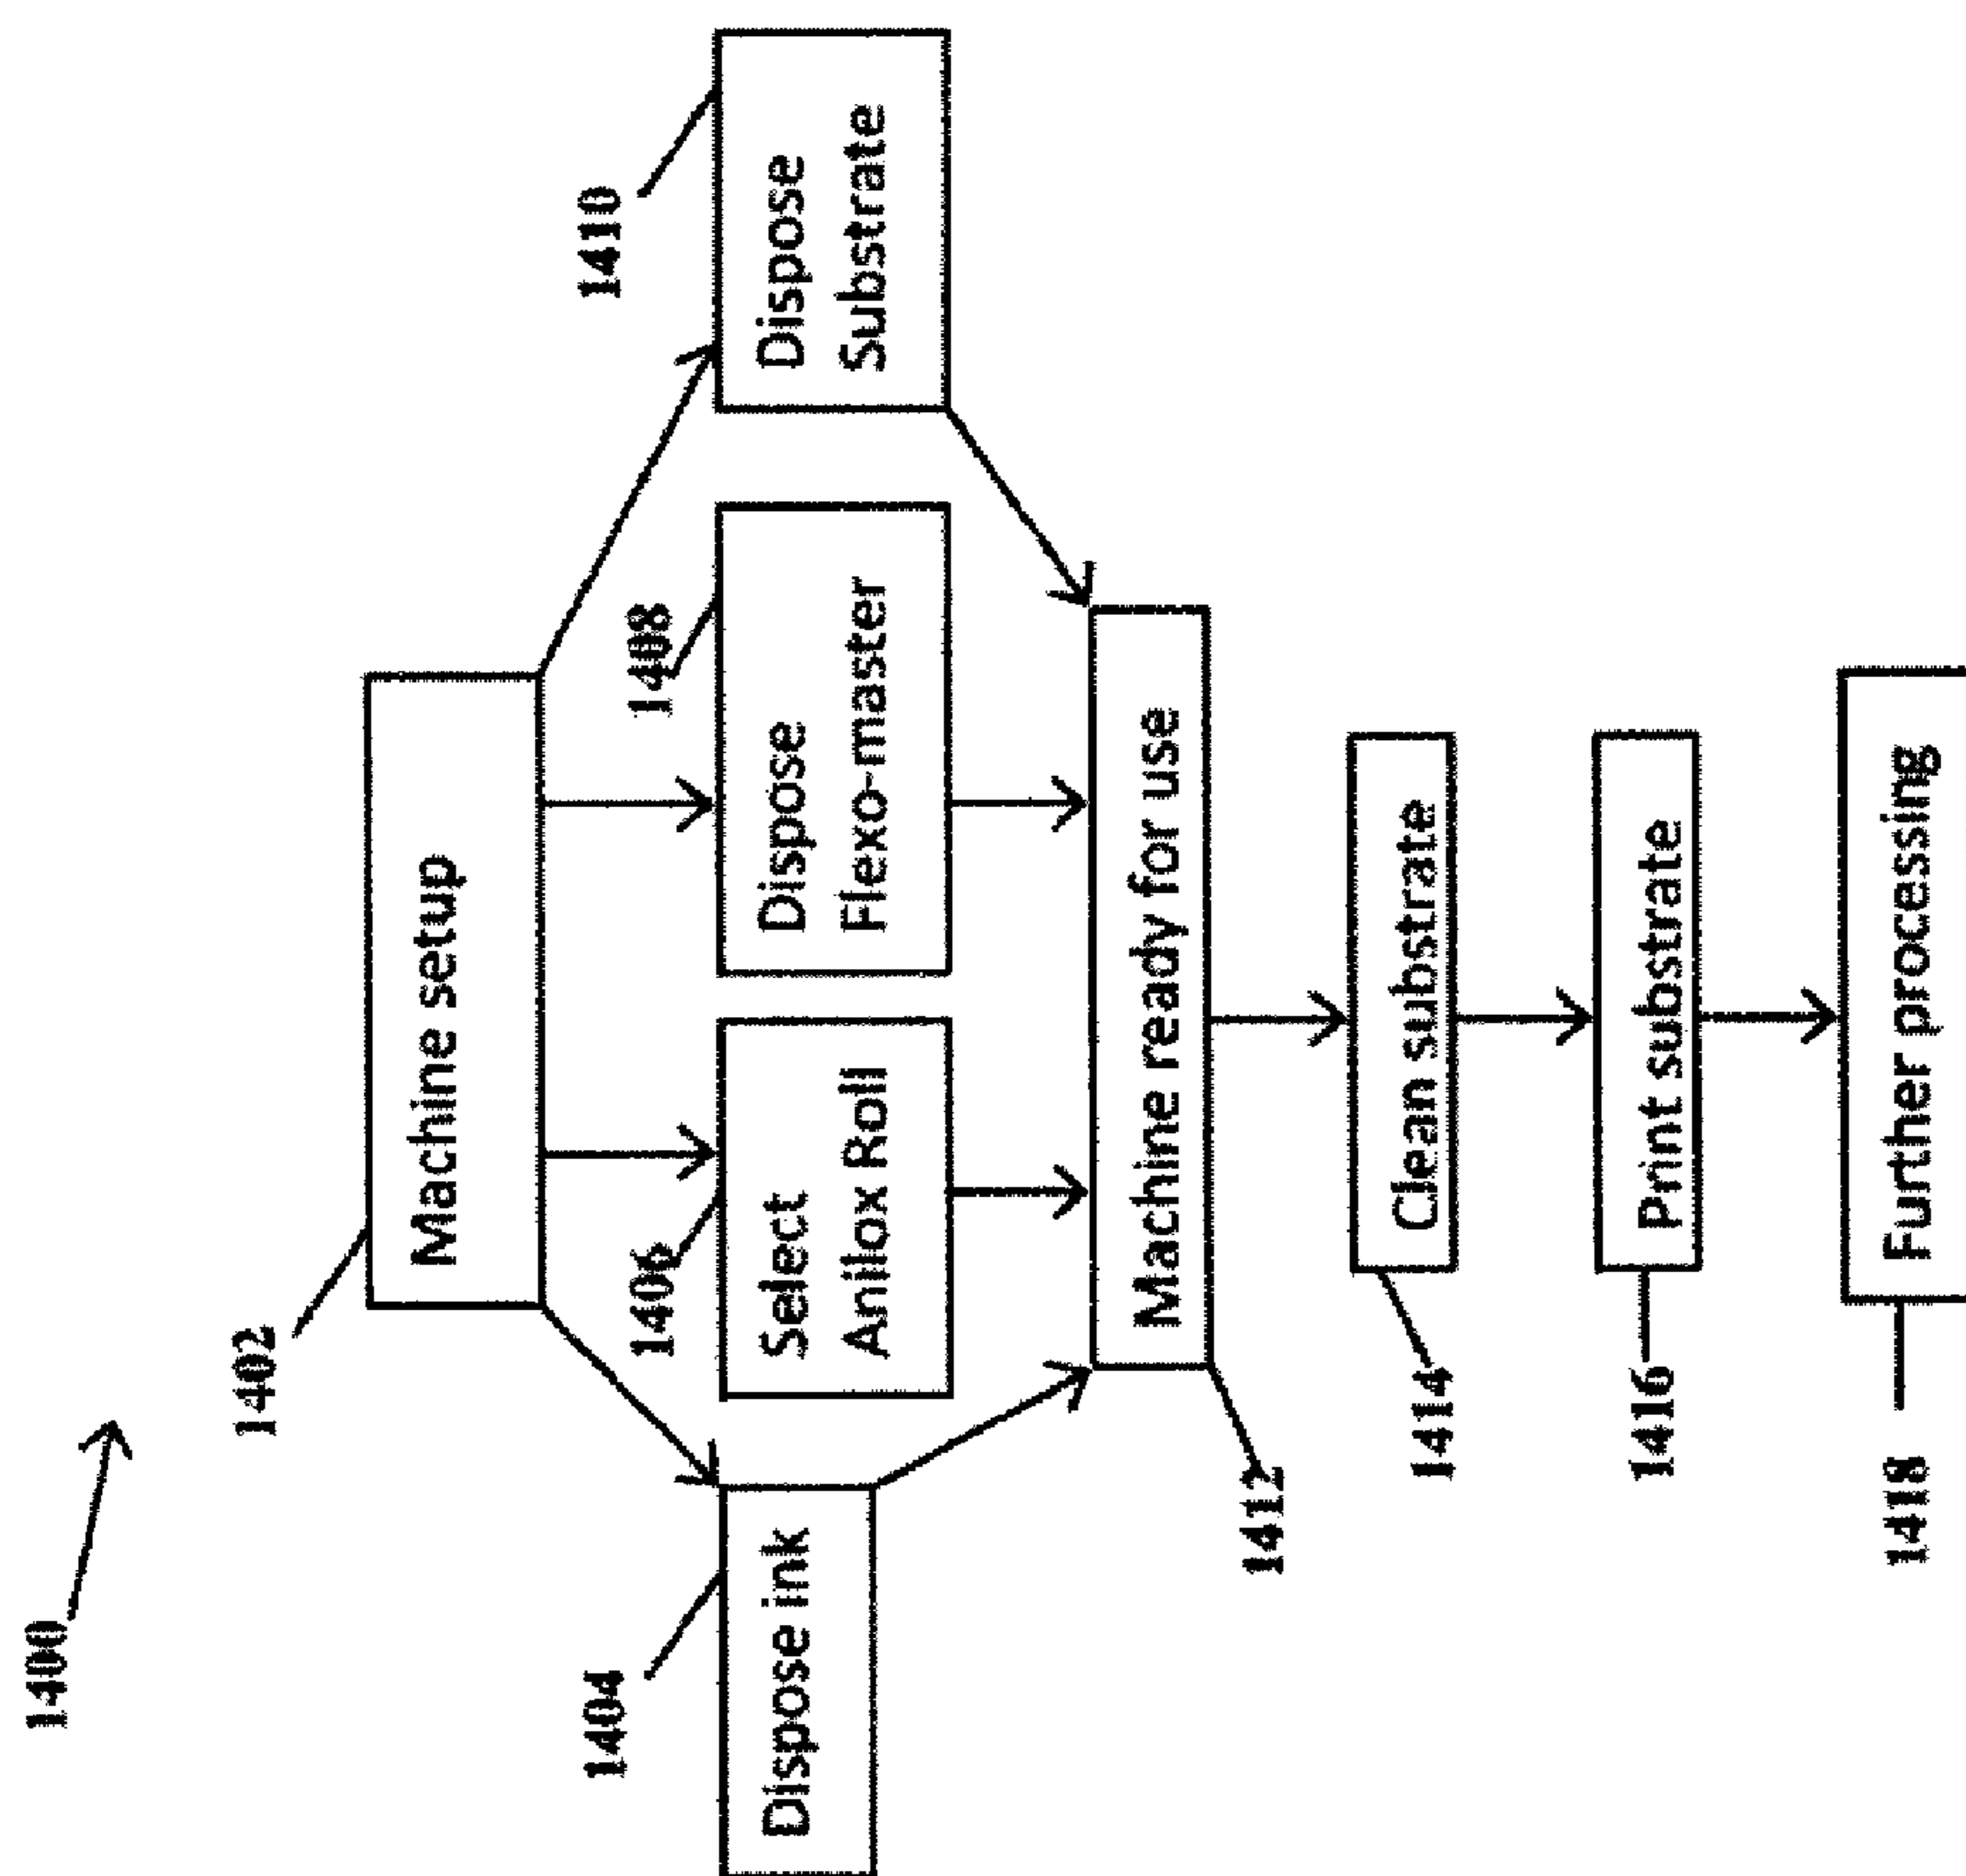 1400
1402
Machine setup
1404
1406
1408
1410
Dispose ink
Select
Anilox Roll
Dispose
Flexo-master
Dispose
Substrate
Machine ready for use
1412
Clean substrate
1414
Print substrate
1416
Further processing
1418